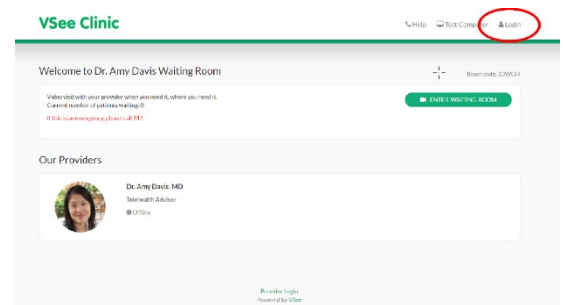 VSee Clinic
Help Test Computer Login
Welcome to Dr. Amy Davis Waiting Room
Room code:
Video visit with your provider when you need it, where you need it.
Current number of patients waiting: 0
If this is an emergency, please call 911
ENTER WAITING ROOM
Our Providers
Dr. Amy Davis, MD
Telehealth Advisor
Offline
Provider Login
Powered by VSee